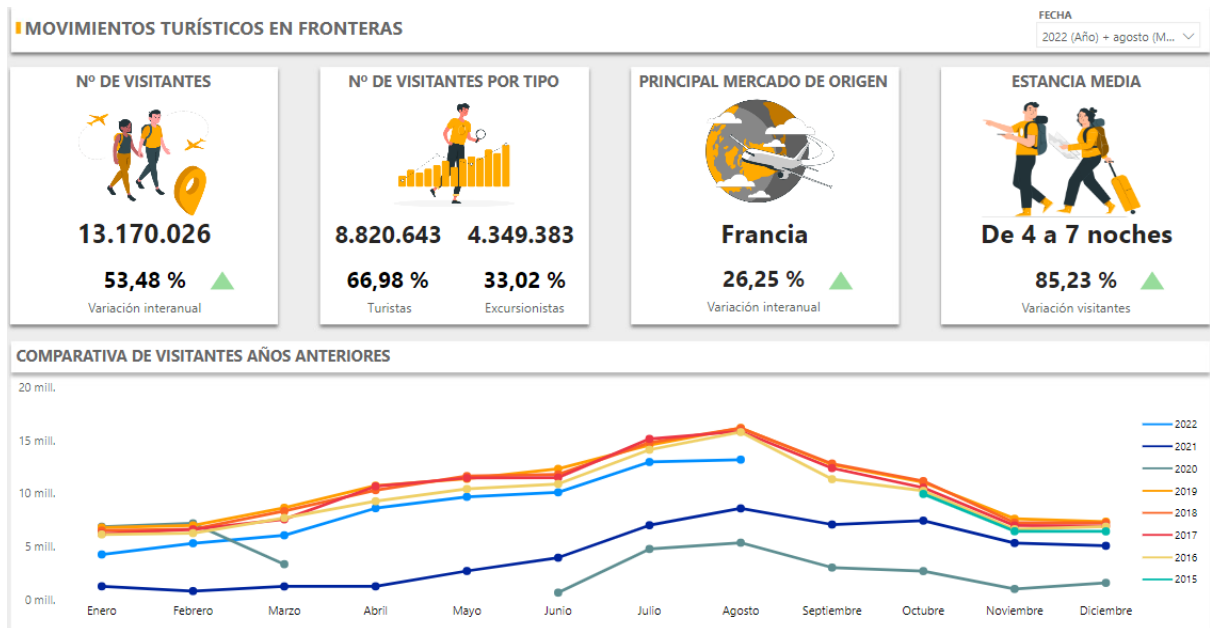 MOVIMIENTOS TURÍSTICOS EN FRONTERAS
FECHA
2022 (Año) + agosto (M...
Nº DE VISITANTES
13.170.026
53,48 %
Variación interanual
Nº DE VISITANTES POR TIPO
8.820.643 4.349.383
66,98 % 33,02 %
Turistas Excursionistas
PRINCIPAL MERCADO DE ORIGEN
Francia
26,25 %
Variación interanual
ESTANCIA MEDIA
De 4 a 7 noches
85,23 %
Variación visitantes
COMPARATIVA DE VISITANTES AÑOS ANTERIORES
20 mill.
15 mill.
10 mill.
5 mill.
0 mill.
Enero Febrero Marzo Abril Mayo Junio Julio Agosto Septiembre Octubre Noviembre Diciembre
2022
2021
2020
2019
2018
2017
2016
2015